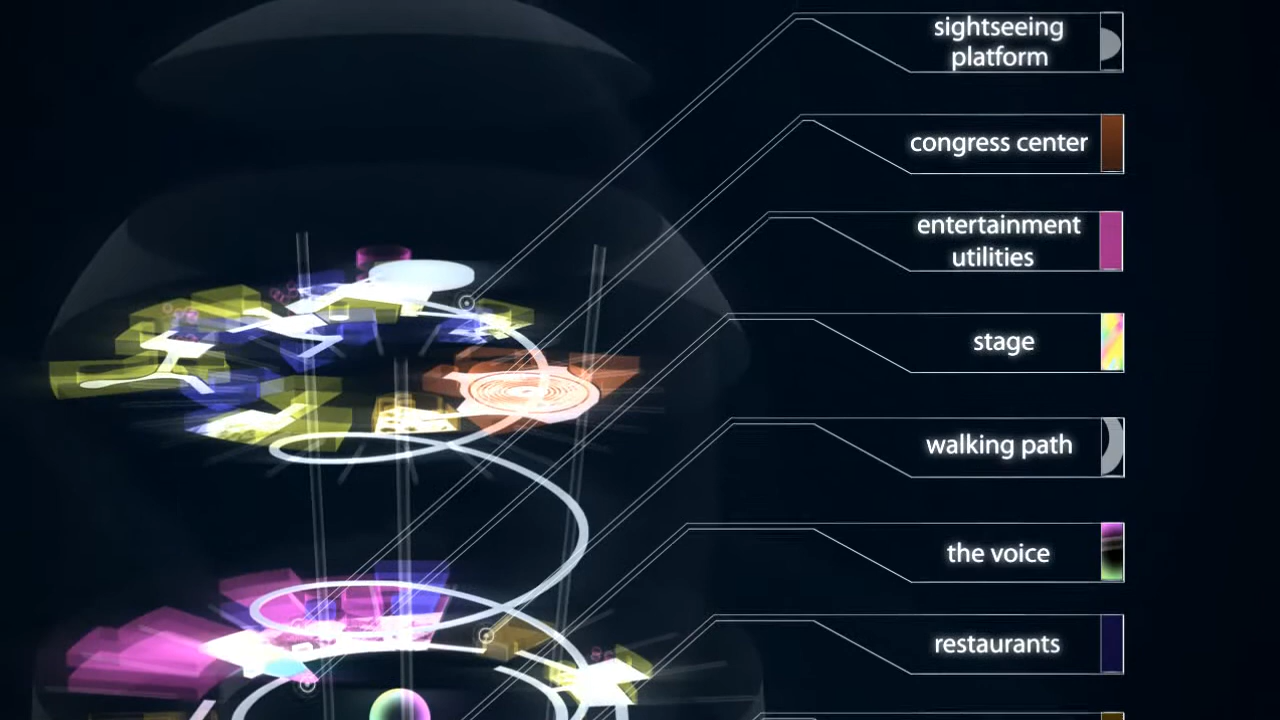 sightseeing
platform
congress center
entertainment
utilities
stage
walking path
the voice
restaurants